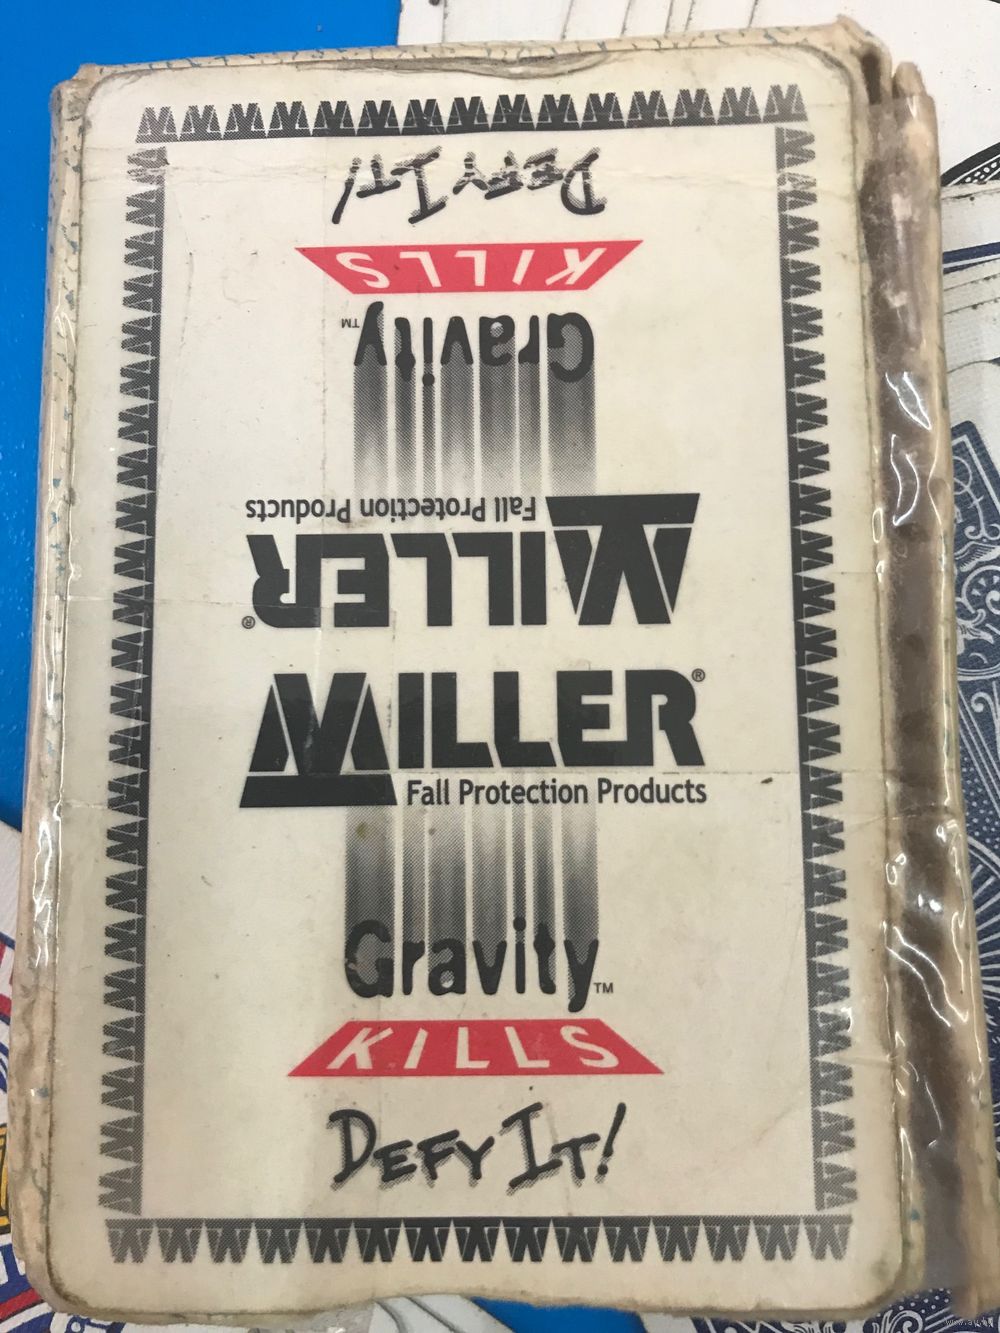 DEFY IT!
KILLS
Gravity™
Fall Protection Products
MILLER®
MILLER®
Fall Protection Products
Gravity™
KILLS
DEFY IT!